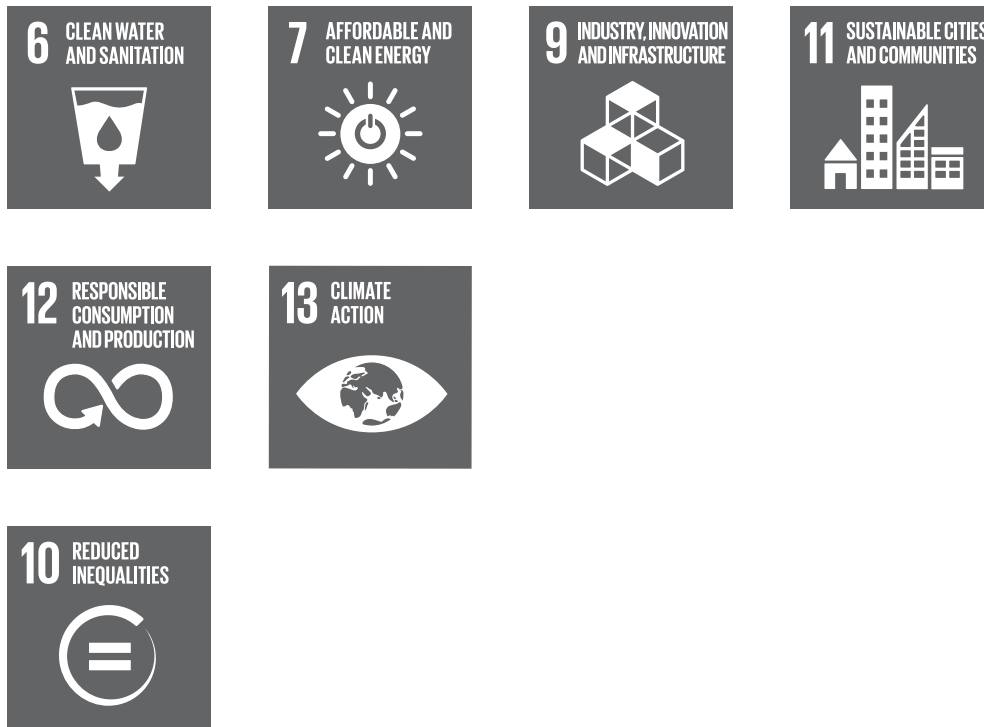 6 CLEAN WATER
AND SANITATION
7 AFFORDABLE AND
CLEAN ENERGY
9 INDUSTRY, INNOVATION
AND INFRASTRUCTURE
11 SUSTAINABLE CITIES
AND COMMUNITIES
12 RESPONSIBLE
CONSUMPTION
AND PRODUCTION
13 CLIMATE
ACTION
10 REDUCED
INEQUALITIES